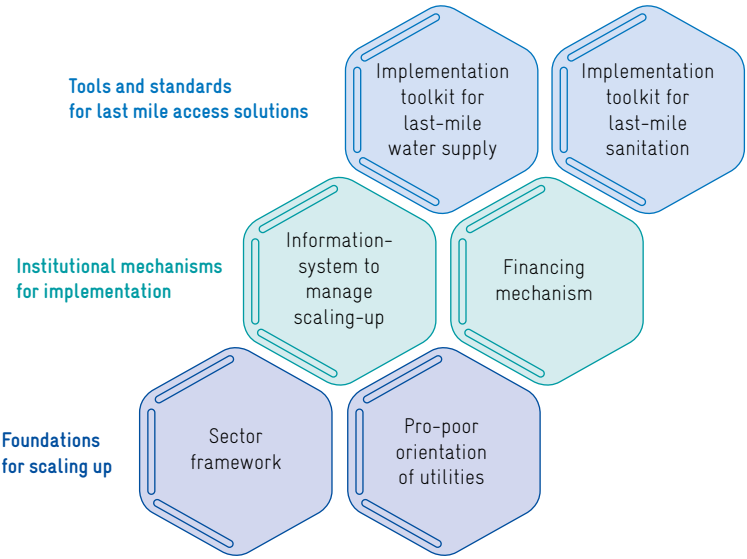 Tools and standards
for last mile access solutions
Implementation
toolkit for
last-mile
water supply
Implementation
toolkit for
last-mile
sanitation
Institutional mechanisms
for implementation
Information-
system to
manage
scaling-up
Financing
mechanism
Foundations
for scaling up
Sector
framework
Pro-poor
orientation
of utilities